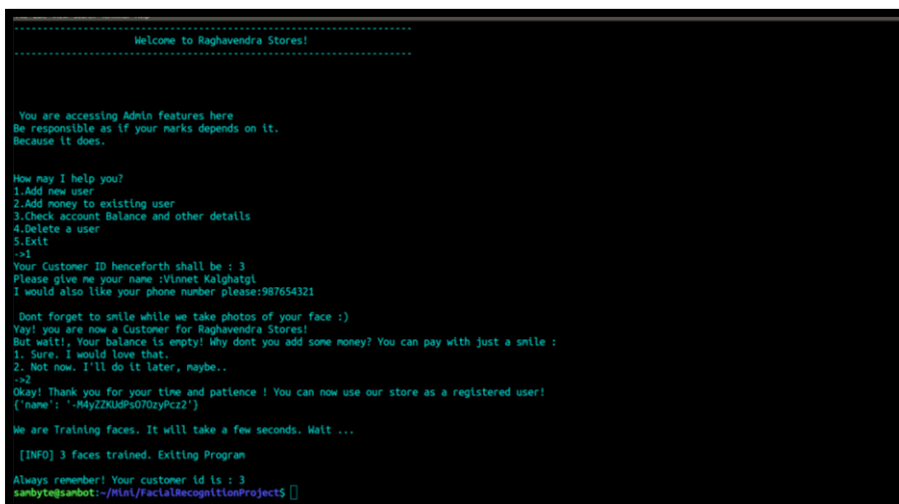 ----------------------------------------------------------------------
Welcome to Raghavendra Stores!
----------------------------------------------------------------------
You are accessing Admin features here
Be responsible as if your marks depends on it.
Because it does.
How may I help you?
1.Add new user
2.Add money to existing user
3.Check account Balance and other details
4.Delete a user
5.Exit
->1
Your Customer ID henceforth shall be : 3
Please give me your name :Vinnet Kalghatgi
I would also like your phone number please:987654321
Dont forget to smile while we take photos of your face :)
Yay! you are now a Customer for Raghavendra Stores!
But wait!, Your balance is empty! Why dont you add some money? You can pay with just a smile :
1. Sure. I would love that.
2. Not now. I'll do it later, maybe..
->2
Okay! Thank you for your time and patience ! You can now use our store as a registered user!
{'name': '-M4yZZKUdPsO7OzyPcz2'}
We are Training faces. It will take a few seconds. Wait ...
[INFO] 3 faces trained. Exiting Program
Always remember! Your customer id is : 3
sambyte@sambot:~/Mini/FacialRecognitionProject$